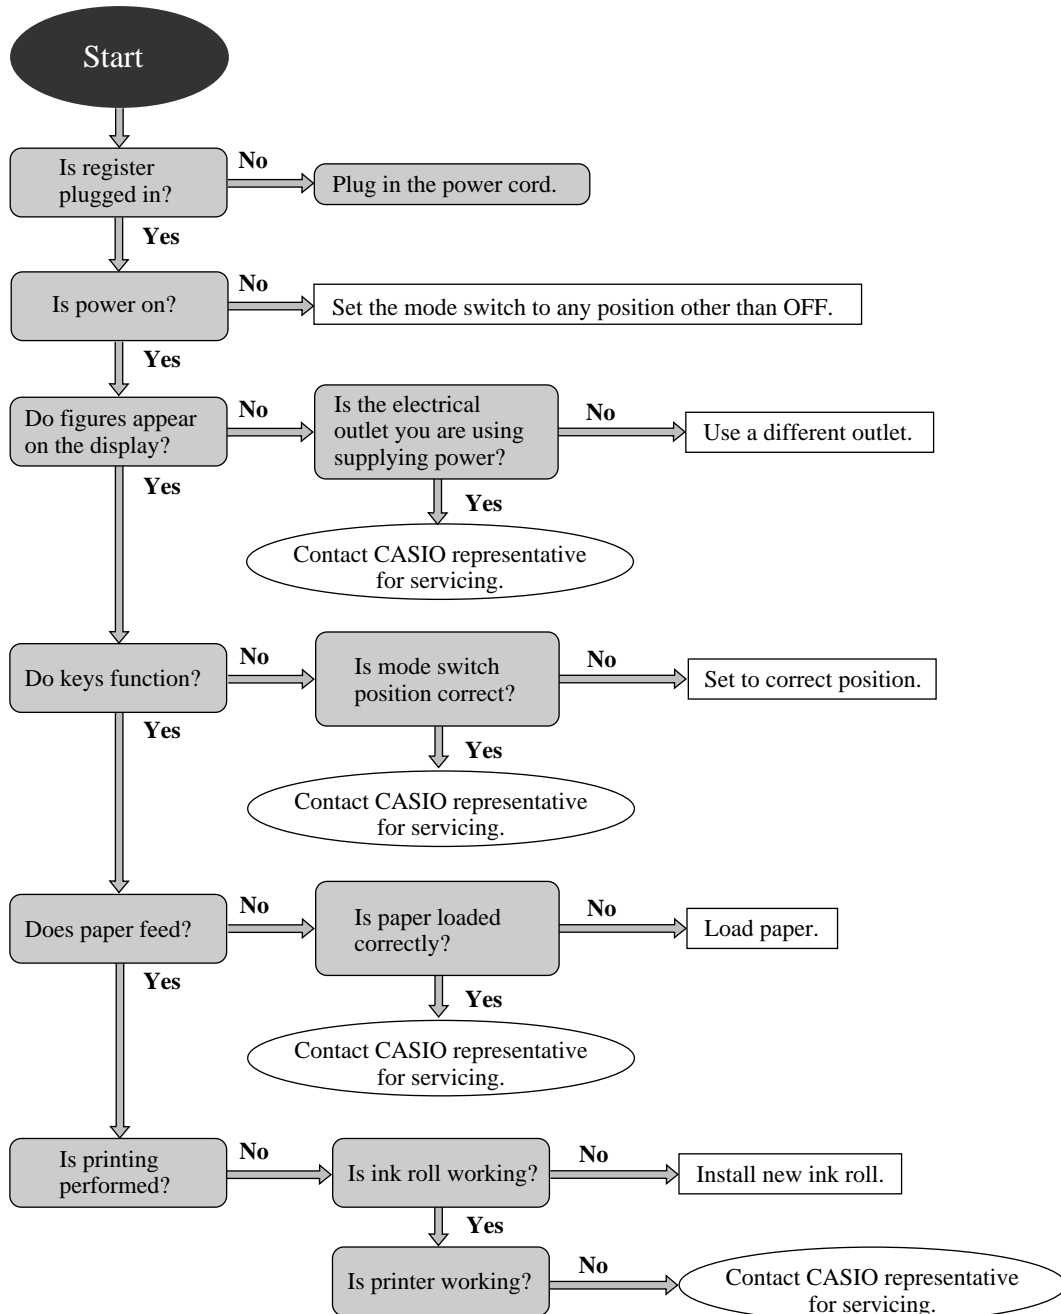 Start
Is register
plugged in?
No
Plug in the power cord.
Yes
Is power on?
No
Set the mode switch to any position other than OFF.
Yes
Do figures appear
on the display?
No
Is the electrical
outlet you are using
supplying power?
No
Use a different outlet.
Yes
Yes
Contact CASIO representative
for servicing.
Do keys function?
No
Is mode switch
position correct?
No
Set to correct position.
Yes
Yes
Contact CASIO representative
for servicing.
Does paper feed?
No
Is paper loaded
correctly?
No
Load paper.
Yes
Yes
Contact CASIO representative
for servicing.
Is printing
performed?
No
Is ink roll working?
No
Install new ink roll.
Yes
Is printer working?
No
Contact CASIO representative
for servicing.